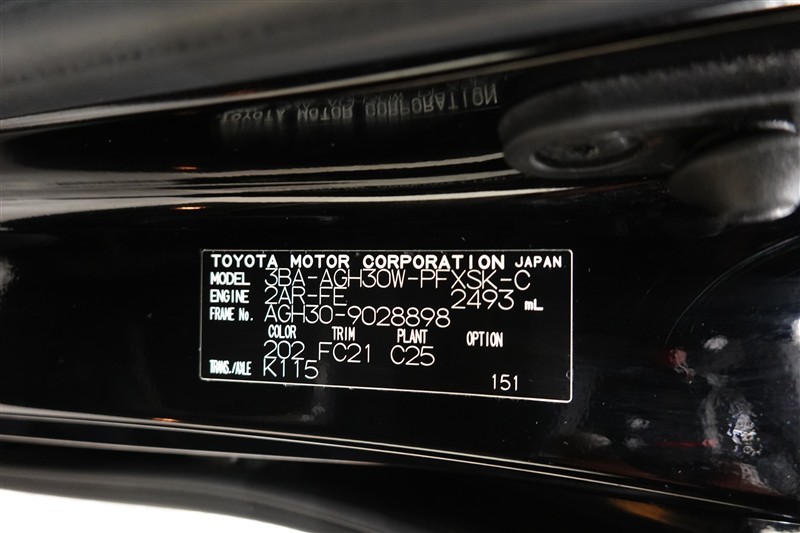 TOYOTA MOTOR CORPORATION
TOYOTA MOTOR CORPORATION JAPAN
MODEL 3BA-AGH30W-PFXSK-C
ENGINE 2AR-FE 2493 mL
FRAME No. AGH30-9028898
COLOR TRIM PLANT OPTION
202 FC21 C25
TRANS./AXLE K115
151